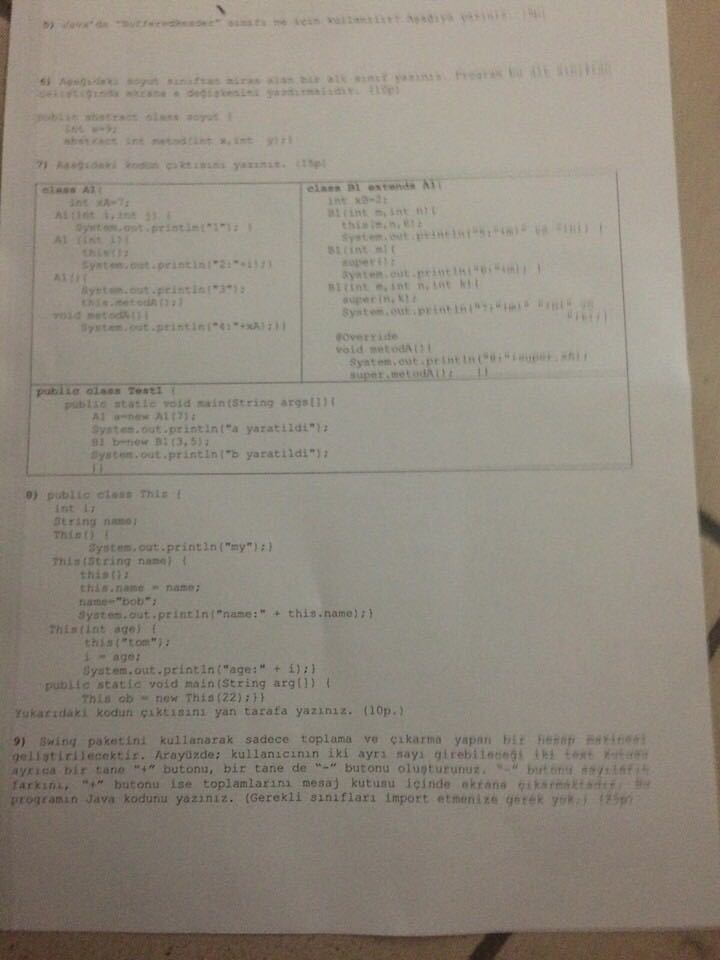 5) Java'da "BufferedReader" sınıfı ne için kullanılır? Aşağıya yazınız.
6) Aşağıdaki soyut sınıftan miras alan bir alt sınıf yazınız. Program bu alt sınıftan
çalıştığında ekrana a değişkenini yazdırmalıdır. (10p)
public abstract class soyut {
int a=9;
abstract int metod(int x,int y);}
7) Aşağıdaki kodun çıktısını yazınız. (15p)
class A1{
int xA=7;
A1(int i,int j) {
System.out.println("1"); }
A1 (int i){
this();
System.out.println("2:"+i);}
A1(){
System.out.println("3");
this.metodA();}
void metodA(){
System.out.println("4:"+xA);}}
class B1 extends A1{
int xB=2;
B1(int m,int n){
this(m,n,8);
System.out.println("5:"+m+" "+n); }
B1(int m){
super();
System.out.println("6:"+m); }
B1(int m,int n,int k){
super(n,k);
System.out.println("7:"+m+" "+n+"
@Override
void metodA(){
System.out.println("8:"+super.xA);
super.metodA(); }}
public class Test1 {
public static void main(String args[]){
A1 a=new A1(7);
System.out.println("a yaratildi");
B1 b=new B1(3,5);
System.out.println("b yaratildi");
}}
8) public class This {
int i;
String name;
This() {
System.out.println("my");}
This(String name) {
this();
this.name = name;
name="bob";
System.out.println("name:" + this.name);}
This(int age) {
this("tom");
i = age;
System.out.println("age:" + i);}
public static void main(String arg[]) {
This ob = new This(22);}}
Yukarıdaki kodun çıktısını yan tarafa yazınız. (10p.)
9) Swing paketini kullanarak sadece toplama ve çıkarma yapan bir hesap makinesi
geliştirilecektir. Arayüzde; kullanıcının iki ayrı sayı girebileceği iki text kutusu
ayrıca bir tane "+" butonu, bir tane de "-" butonu oluşturunuz. "-" butonu sayıların
farkını, "+" butonu ise toplamlarını mesaj kutusu içinde ekrana çıkarmaktadır. Bu
programın Java kodunu yazınız. (Gerekli sınıfları import etmenize gerek yok.) (25p)